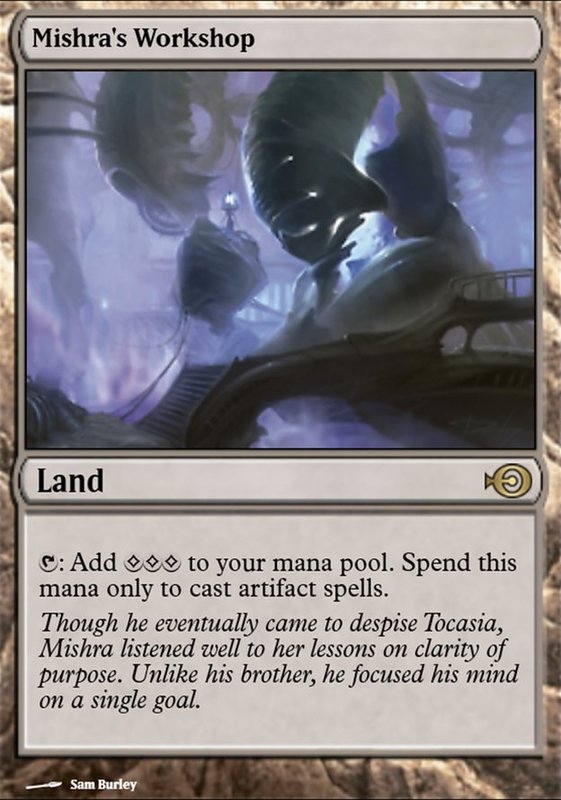 Mishra's Workshop
Land
: Add ◇◇◇ to your mana pool. Spend this
mana only to cast artifact spells.
Though he eventually came to despise Tocasia,
Mishra listened well to her lessons on clarity of
purpose. Unlike his brother, he focused his mind
on a single goal.
Sam Burley